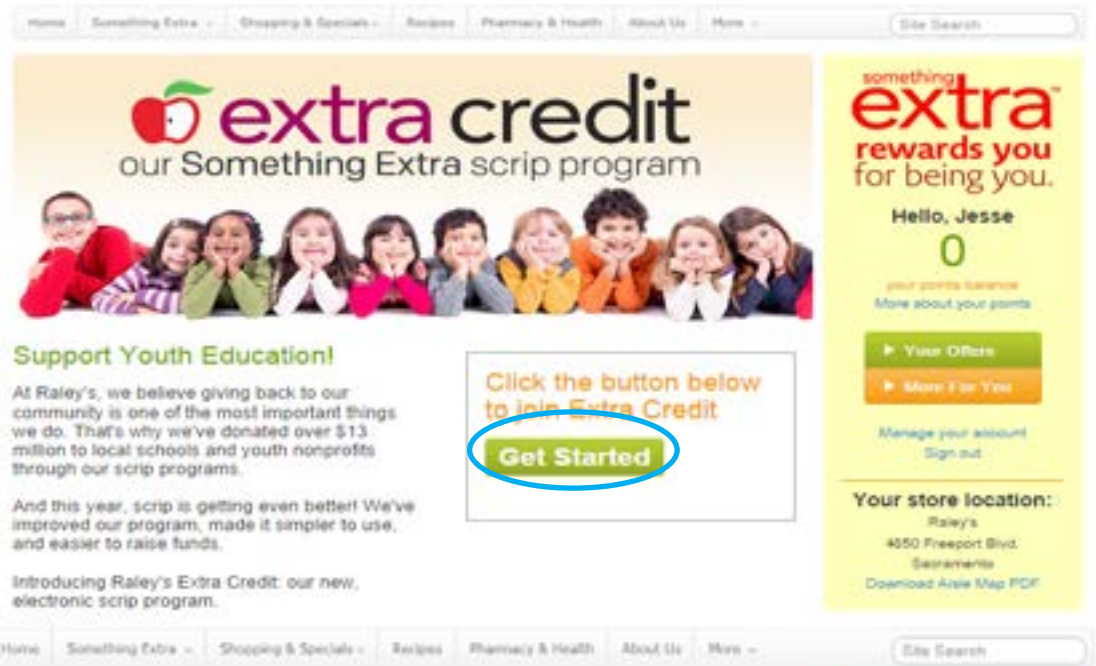 Home Something Extra Shopping & Specials Recipes Pharmacy & Health About Us More Site Search
extra credit
our Something Extra scrip program
something
extra™
rewards you
for being you.
Hello, Jesse
0
your points balance
More about your points
Your Offers
More For You
Manage your account
Sign out
Your store location:
Raley's
4850 Freeport Blvd.
Sacramento
Download Aisle Map PDF
Support Youth Education!
At Raley's, we believe giving back to our
community is one of the most important things
we do. That's why we've donated over $13
million to local schools and youth nonprofits
through our scrip programs.
And this year, scrip is getting even better! We've
improved our program, made it simpler to use,
and easier to raise funds.
Introducing Raley's Extra Credit: our new,
electronic scrip program.
Click the button below
to join Extra Credit
Get Started
Home Something Extra Shopping & Specials Recipes Pharmacy & Health About Us More Site Search